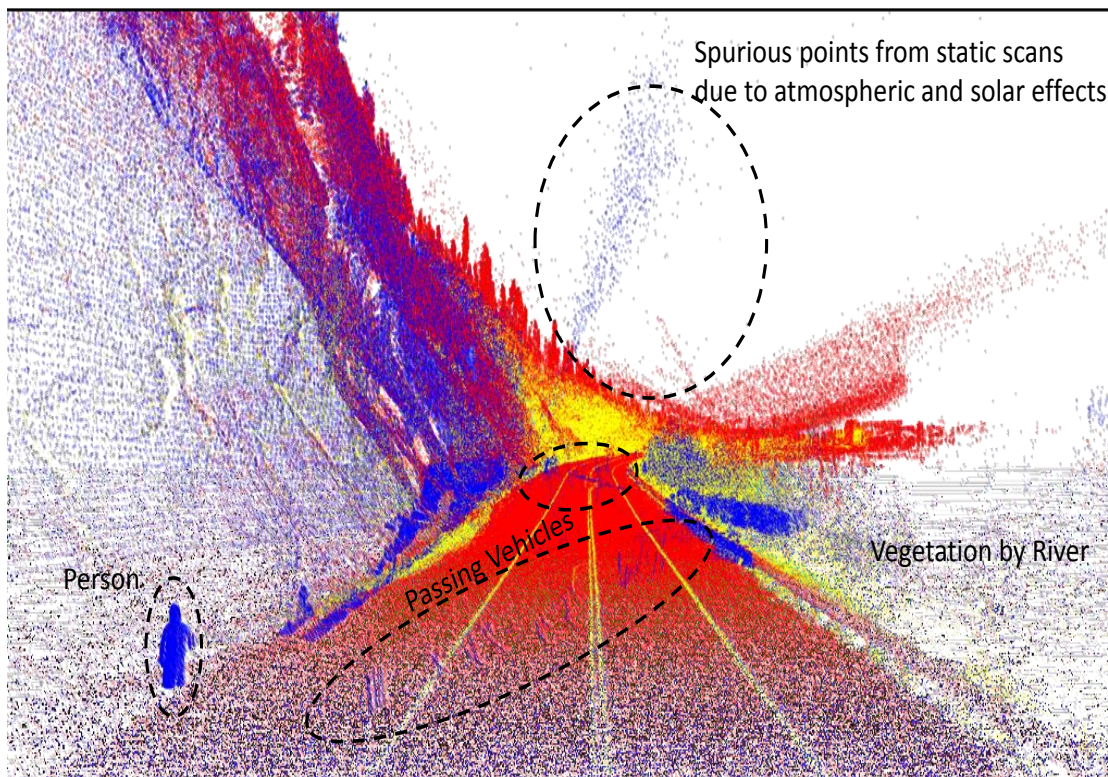 Spurious points from static scans
due to atmospheric and solar effects
Passing Vehicles
Vegetation by River
Person